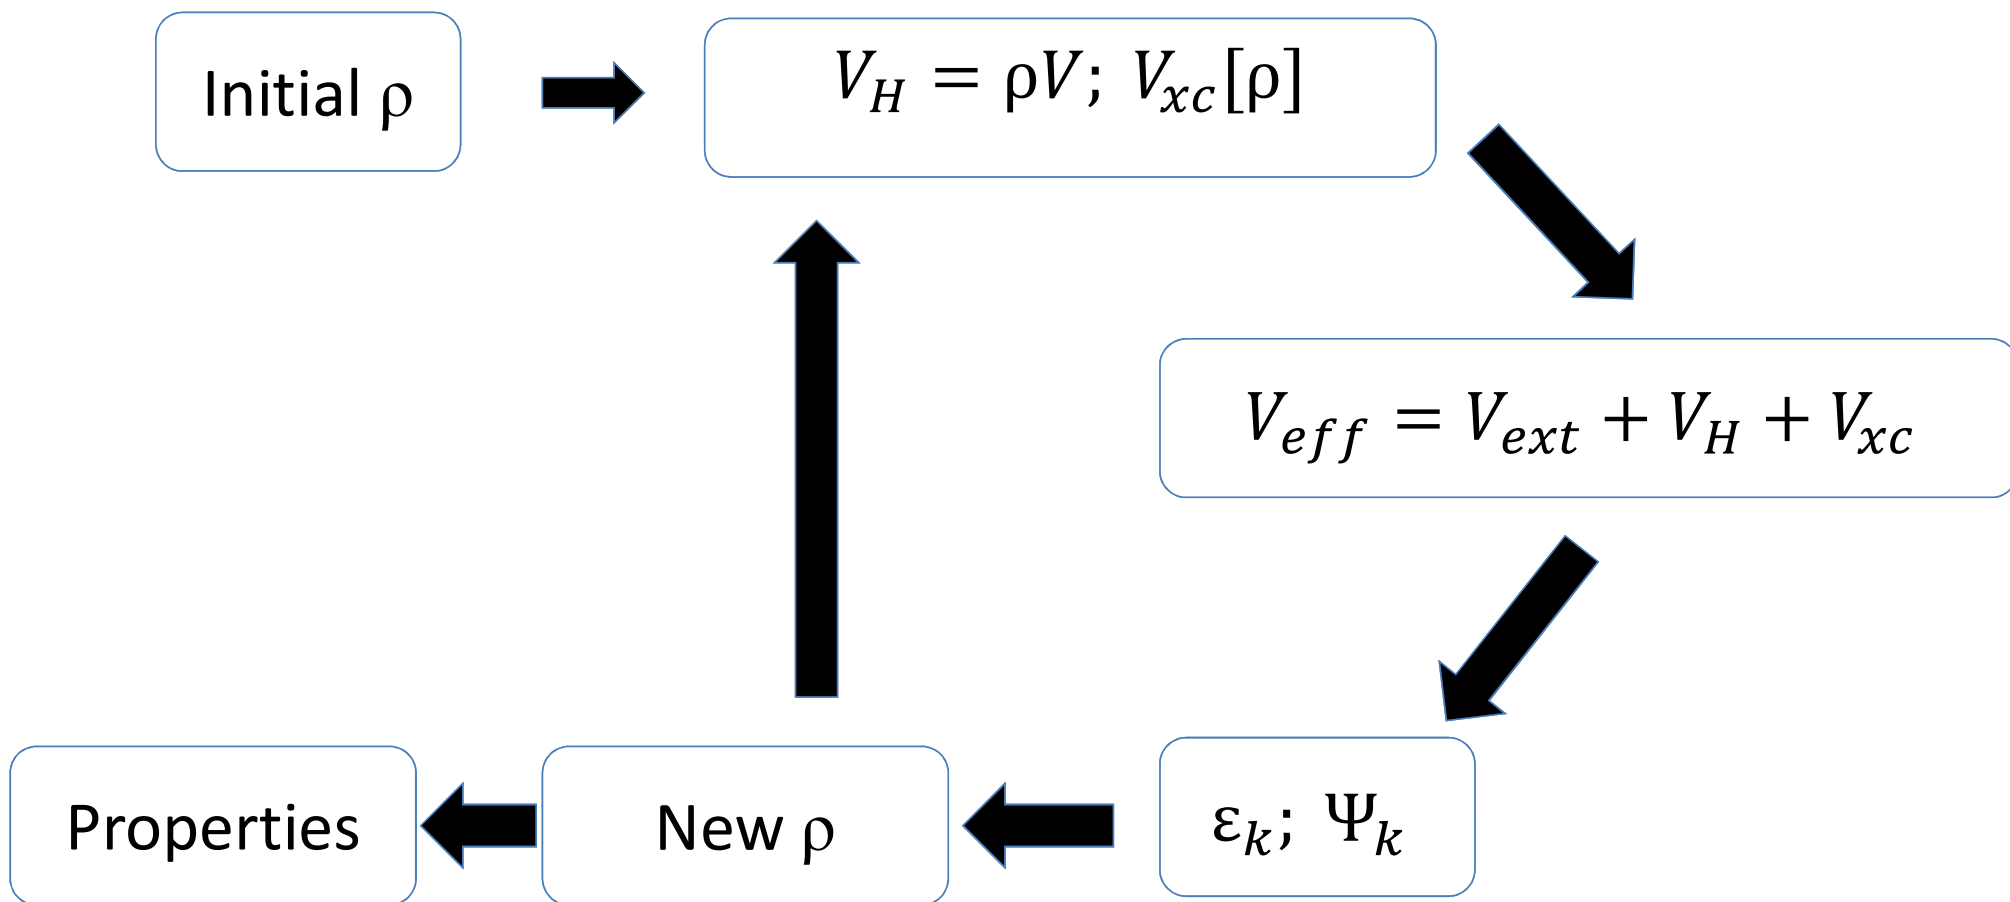 Initial ρ
V_H = ρV; V_xc[ρ]
V_eff = V_ext + V_H + V_xc
Properties
New ρ
ε_k; Ψ_k